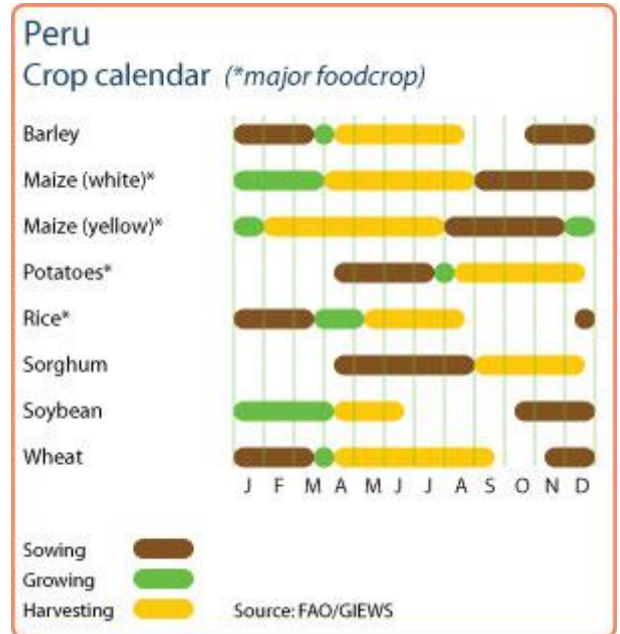 Peru
Crop calendar (*major foodcrop)
Barley
Maize (white)*
Maize (yellow)*
Potatoes*
Rice*
Sorghum
Soybean
Wheat
J F M A M J J A S O N D
Sowing
Growing
Harvesting Source: FAO/GIEWS